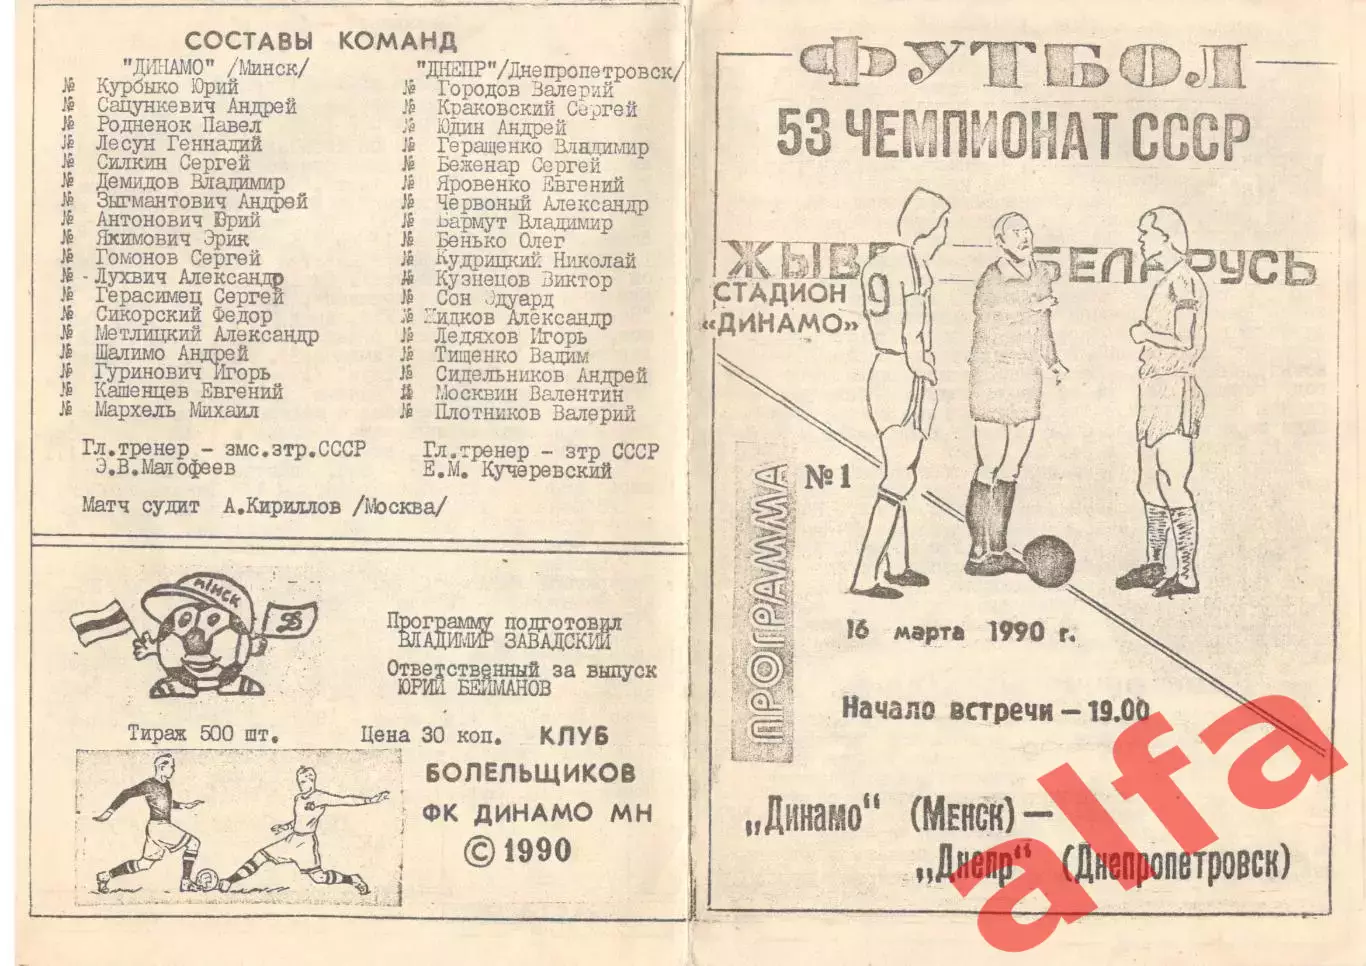 СОСТАВЫ КОМАНД
"ДИНАМО" /Минск/
№ Курбыко Юрий
№ Сацункевич Андрей
№ Родненок Павел
№ Лесун Геннадий
№ Силкин Сергей
№ Демидов Владимир
№ Зыгмантович Андрей
№ Антонович Юрий
№ Якимович Эрик
№ Гомонов Сергей
№ - Лухвич Александр
№ Герасимец Сергей
№ Сикорский Федор
№ Метлицкий Александр
№ Шалимо Андрей
№ Гуринович Игорь
№ Кашенцев Евгений
№ Мархель Михаил
Гл.тренер - змс.зтр.СССР
Э.В.Малофеев
"ДНЕПР"/Днепропетровск/
№ Городов Валерий
№ Краковский Сергей
№ Юдин Андрей
№ Геращенко Владимир
№ Беженар Сергей
№ Яровенко Евгений
№ Червоный Александр
№ Бармут Владимир
№ Бенько Олег
№ Кудрицкий Николай
№ Кузнецов Виктор
№ Сон Эдуард
№ Жидков Александр
№ Ледяхов Игорь
№ Тищенко Вадим
№ Сидельников Андрей
№ Москвин Валентин
№ Плотников Валерий
Гл.тренер - зтр СССР
Е.М. Кучеревский
Матч судит А.Кириллов /Москва/
МІНСК
Д
Программу подготовил
ВЛАДИМИР ЗАВАДСКИЙ
Ответственный за выпуск
ЮРИЙ БЕЙМАНОВ
Тираж 500 шт.
Цена 30 коп. КЛУБ
БОЛЕЛЬЩИКОВ
ФК ДИНАМО МН
© 1990
ФУТБОЛ
53 ЧЕМПИОНАТ СССР
ЖЫВЕ БЕЛАРУСЬ
СТАДИОН
«ДИНАМО»
9
ПРОГРАММА
№1
16 марта 1990 г.
Начало встречи – 19.00
„Динамо“ (Менск) –
„Днепр“ (Днепропетровск)
alfa